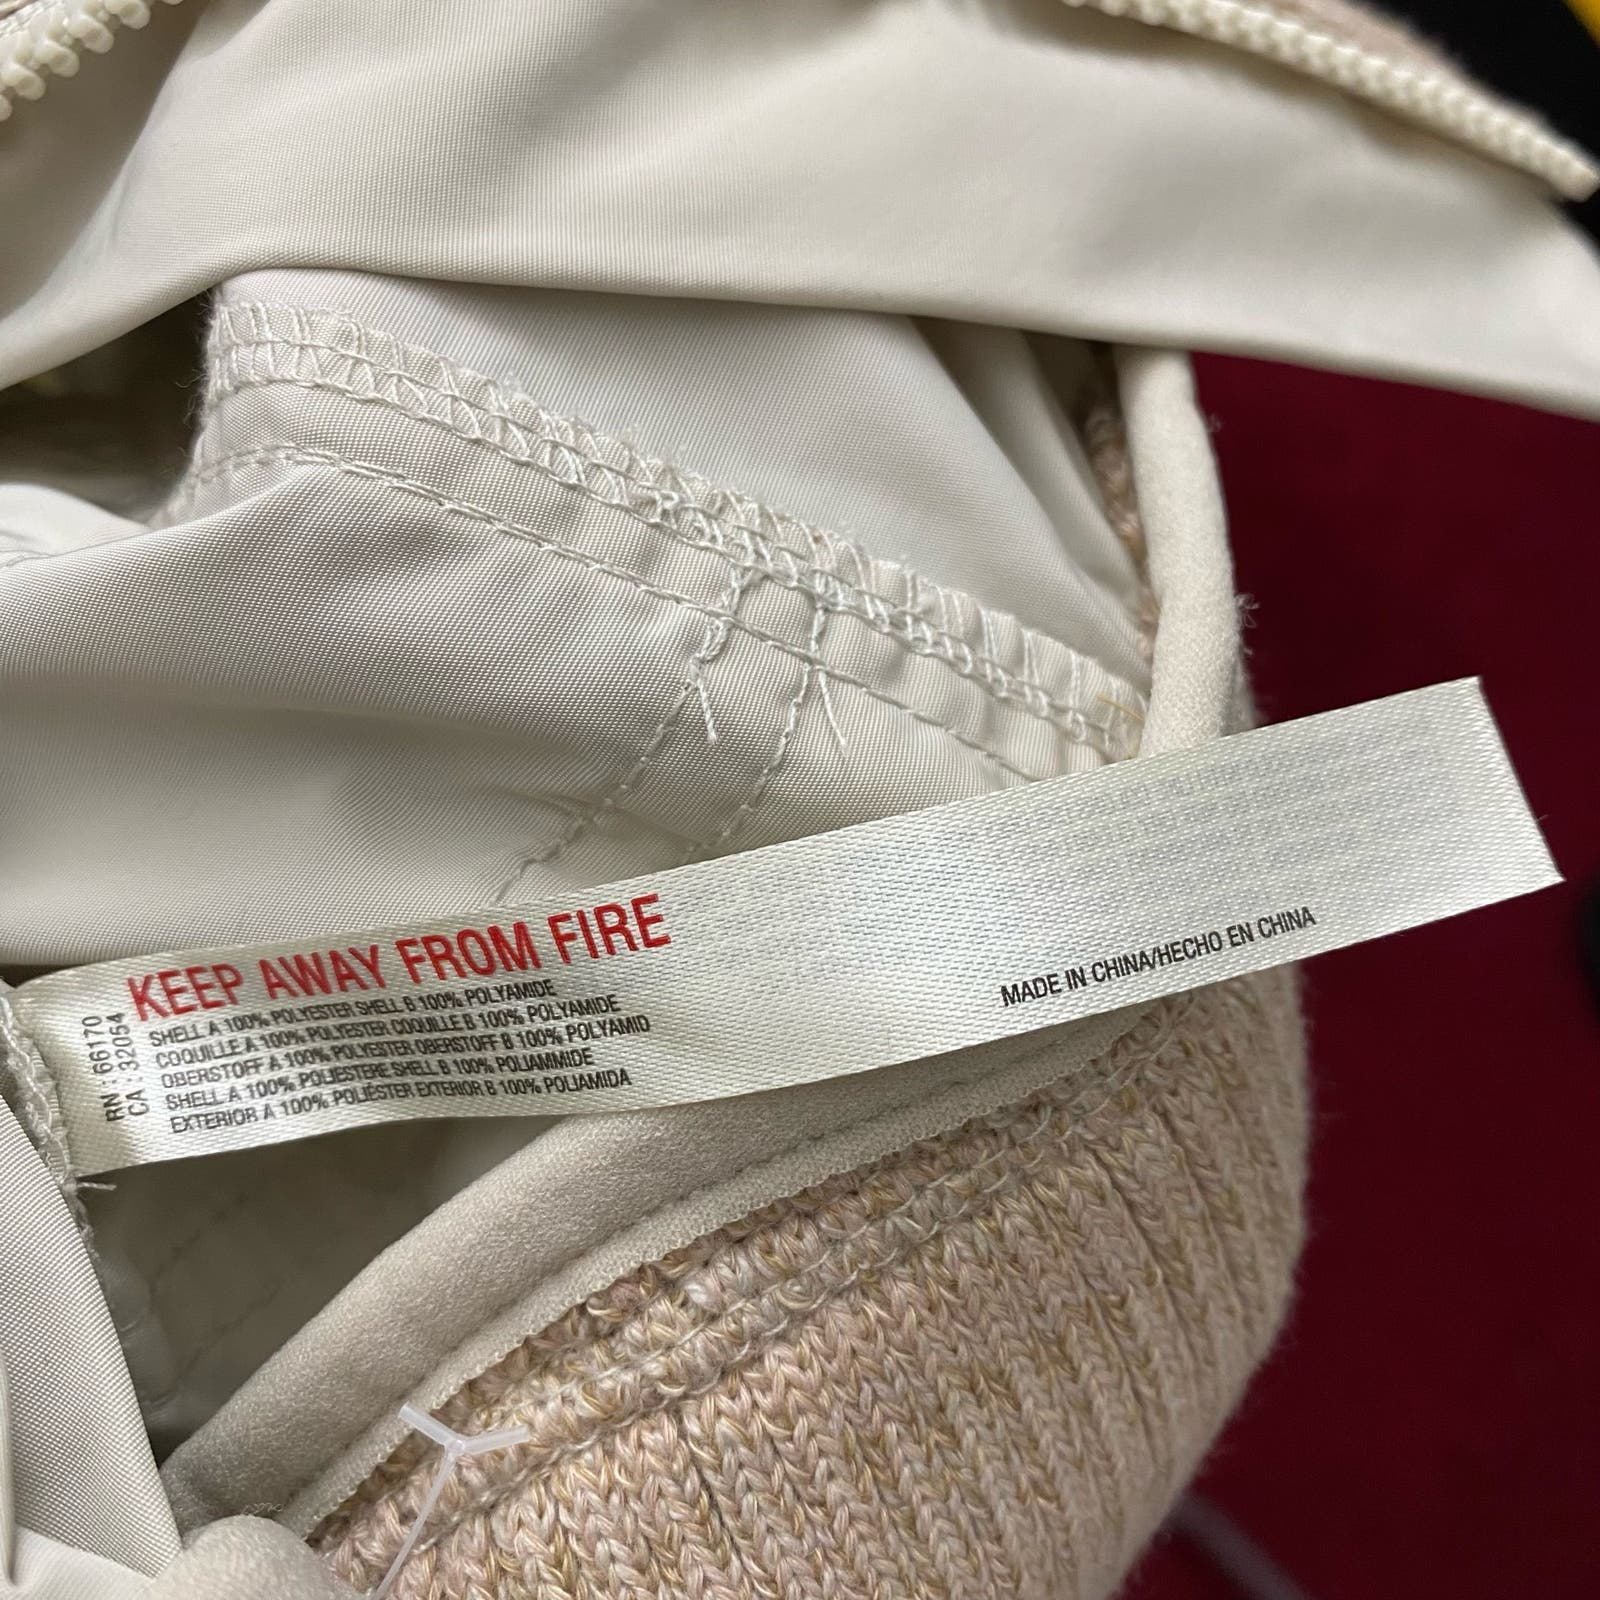 KEEP AWAY FROM FIRE
RN : 66170
CA : 32064
SHELL A 100% POLYESTER SHELL B 100% POLYAMIDE
COQUILLE A 100% POLYESTER COQUILLE B 100% POLYAMIDE
OBERSTOFF A 100% POLYESTER OBERSTOFF B 100% POLYAMID
SHELL A 100% POLIESTERE SHELL B 100% POLIAMMIDE
EXTERIOR A 100% POLIÉSTER EXTERIOR B 100% POLIAMIDA
MADE IN CHINA/HECHO EN CHINA